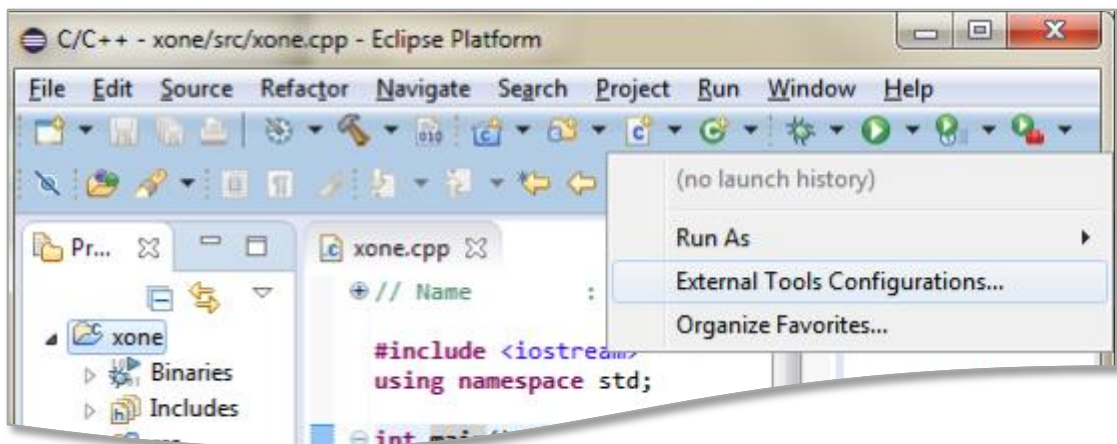 C/C++ - xone/src/xone.cpp - Eclipse Platform
File Edit Source Refactor Navigate Search Project Run Window Help
(no launch history)
Run As
External Tools Configurations...
Organize Favorites...
Pr...
xone.cpp
// Name :
xone
#include <iostream>
using namespace std;
Binaries
Includes
int main()